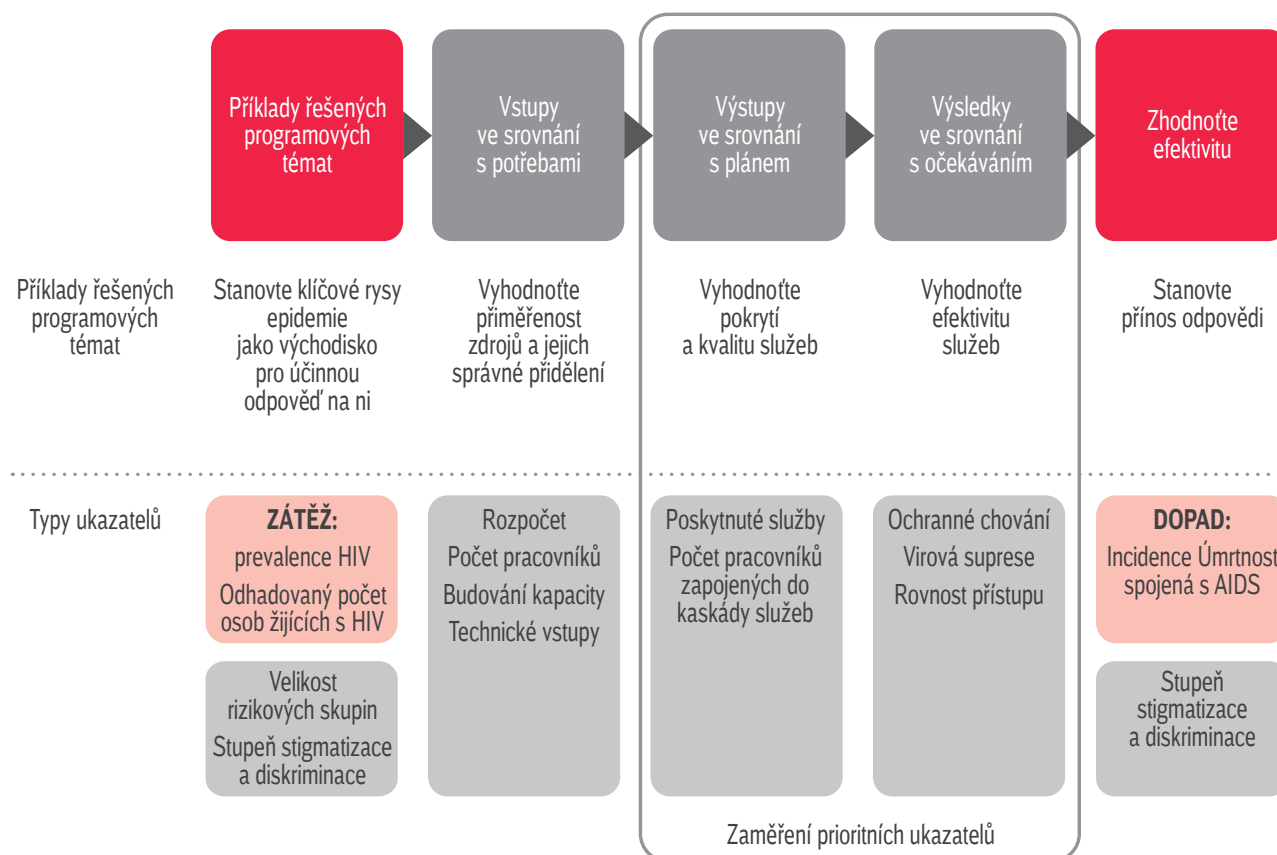 Příklady řešených
programových
témat
Vstupy
ve srovnání
s potřebami
Výstupy
ve srovnání
s plánem
Výsledky
ve srovnání
s očekáváním
Zhodnoťte
efektivitu
Příklady řešených
programových
témat
Stanovte klíčové rysy
epidemie
jako východisko
pro účinnou
odpověď na ni
Vyhodnoťte
přiměřenost
zdrojů a jejich
správné přidělení
Vyhodnoťte
pokrytí
a kvalitu služeb
Vyhodnoťte
efektivitu
služeb
Stanovte
přínos odpovědi
Typy ukazatelů
ZÁTĚŽ:
prevalence HIV
Odhadovaný počet
osob žijících s HIV
Velikost
rizikových skupin
Stupeň stigmatizace
a diskriminace
Rozpočet
Počet pracovníků
Budování kapacity
Technické vstupy
Poskytnuté služby
Počet pracovníků
zapojených do
kaskády služeb
Ochranné chování
Virová suprese
Rovnost přístupu
DOPAD:
Incidence Úmrtnost
spojená s AIDS
Stupeň
stigmatizace
a diskriminace
Zaměření prioritních ukazatelů